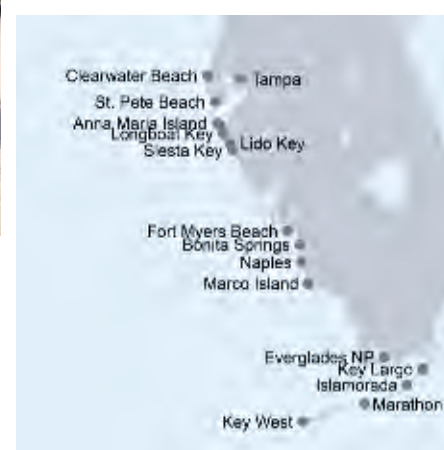 Clearwater Beach
Tampa
St. Pete Beach
Anna Maria Island
Longboat Key
Lido Key
Siesta Key
Fort Myers Beach
Bonita Springs
Naples
Marco Island
Everglades NP
Key Largo
Islamorada
Marathon
Key West